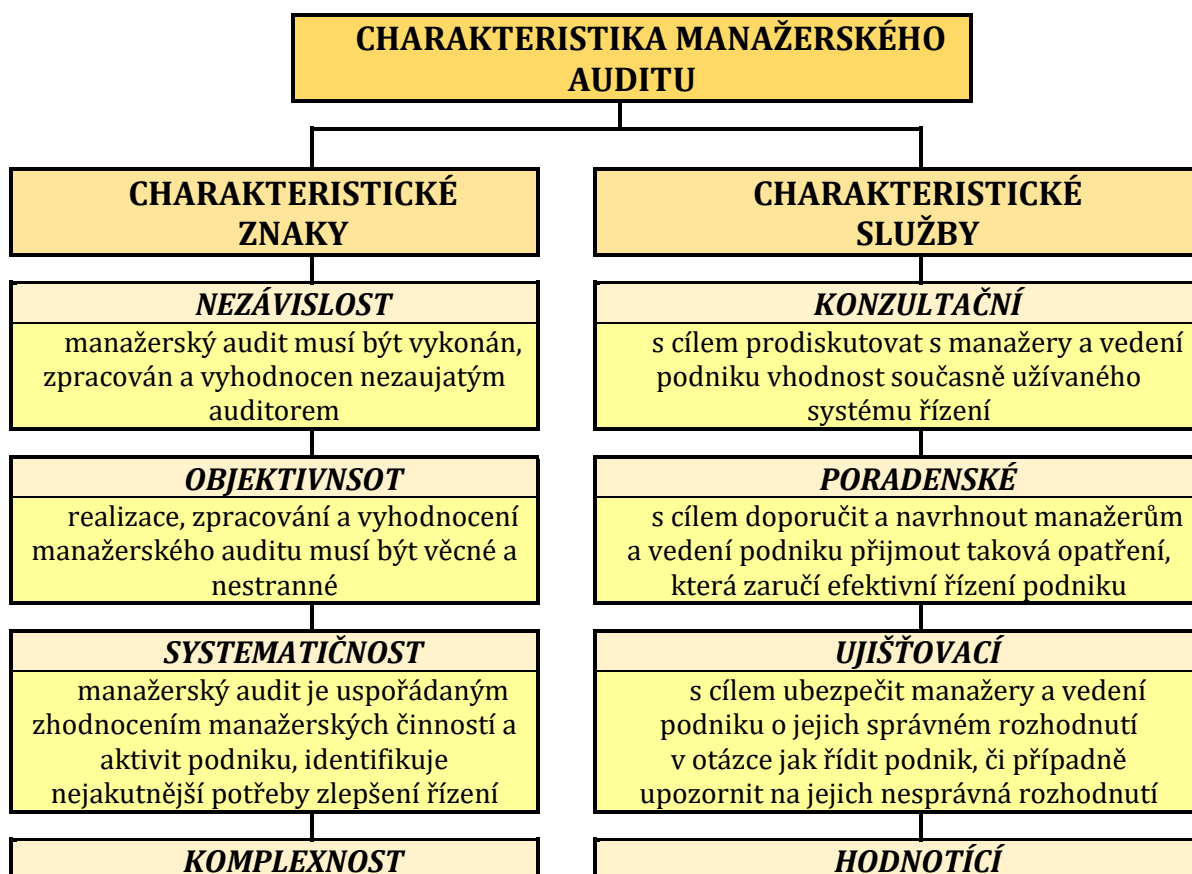 CHARAKTERISTIKA MANAŽERSKÉHO
AUDITU
CHARAKTERISTICKÉ
ZNAKY
NEZÁVISLOST
manažerský audit musí být vykonán,
zpracován a vyhodnocen nezaujatým
auditorem
OBJEKTIVNSOT
realizace, zpracování a vyhodnocení
manažerského auditu musí být věcné a
nestranné
SYSTEMATIČNOST
manažerský audit je uspořádaným
zhodnocením manažerských činností a
aktivit podniku, identifikuje
nejakutnější potřeby zlepšení řízení
KOMPLEXNOST
CHARAKTERISTICKÉ
SLUŽBY
KONZULTAČNÍ
s cílem prodiskutovat s manažery a vedení
podniku vhodnost současně užívaného
systému řízení
PORADENSKÉ
s cílem doporučit a navrhnout manažerům
a vedení podniku přijmout taková opatření,
která zaručí efektivní řízení podniku
UJIŠŤOVACÍ
s cílem ubezpečit manažery a vedení
podniku o jejich správném rozhodnutí
v otázce jak řídit podnik, či případně
upozornit na jejich nesprávná rozhodnutí
HODNOTÍCÍ